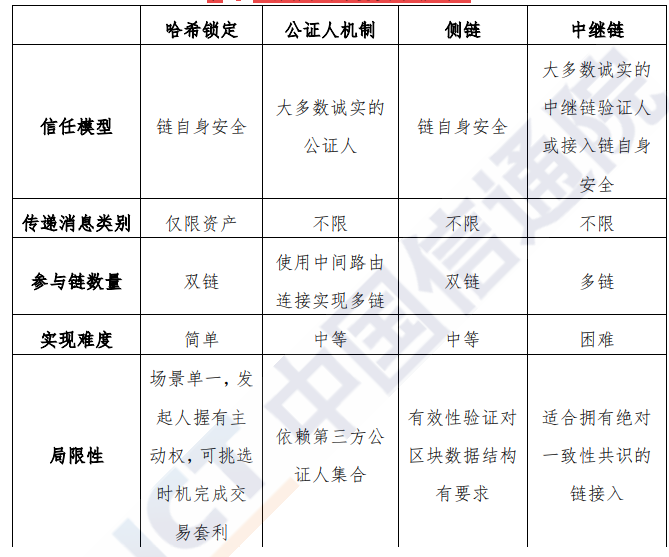 哈希锁定 公证人机制 侧链 中继链
信任模型 链自身安全 大多数诚实的公证人 链自身安全 大多数诚实的中继链验证人或接入链自身安全
传递消息类别 仅限资产 不限 不限 不限
参与链数量 双链 使用中间路由连接实现多链 双链 多链
实现难度 简单 中等 中等 困难
局限性 场景单一，发起人握有主动权，可挑选时机完成交易套利 依赖第三方公证人集合 有效性验证对区块数据结构有要求 适合拥有绝对一致性共识的链接入
CT 中国信通院